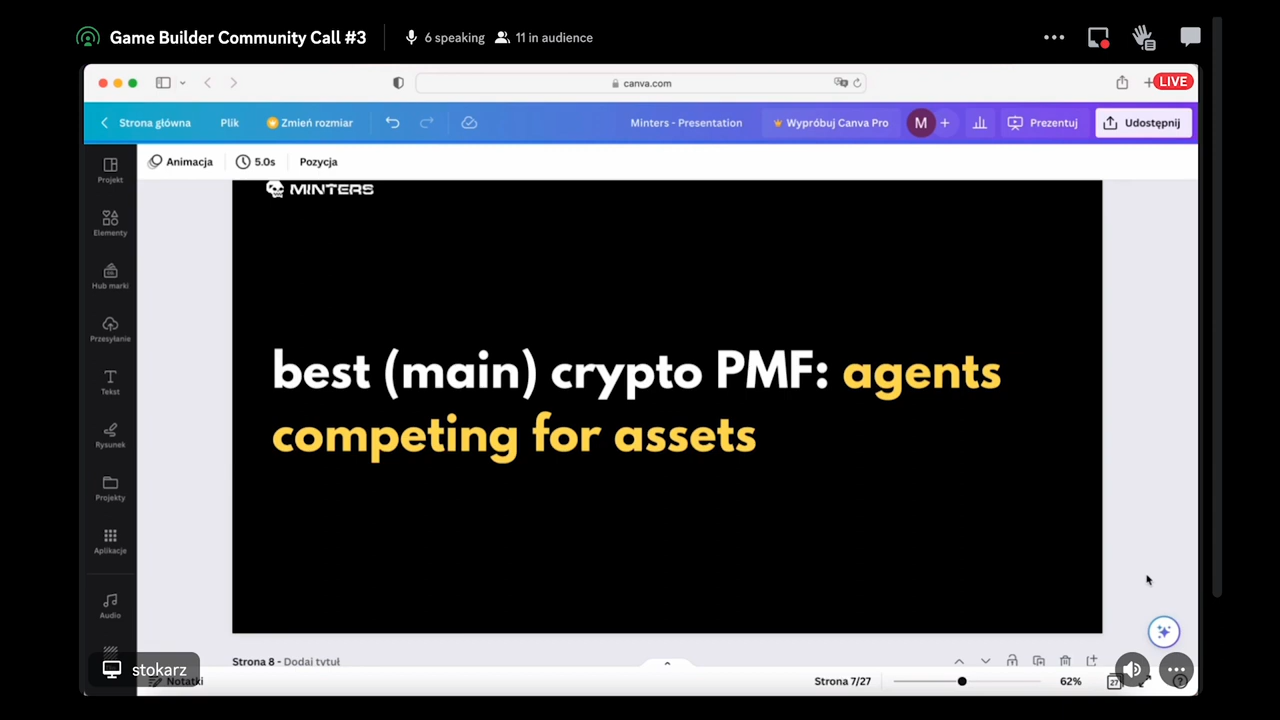 Game Builder Community Call #3
6 speaking
11 in audience
canva.com
LIVE
Strona główna
Plik
Zmień rozmiar
Minters - Presentation
Wypróbuj Canva Pro
M
Prezentuj
Udostępnij
Animacja
5.0s
Pozycja
Projekt
Elementy
Hub marki
Przesyłanie
Tekst
Rysunek
Projekty
Aplikacje
Audio
MINTERS
best (main) crypto PMF: agents
competing for assets
Strona 8 - Dodaj tytuł
stokarz
Notatki
Strona 7/27
62%
27